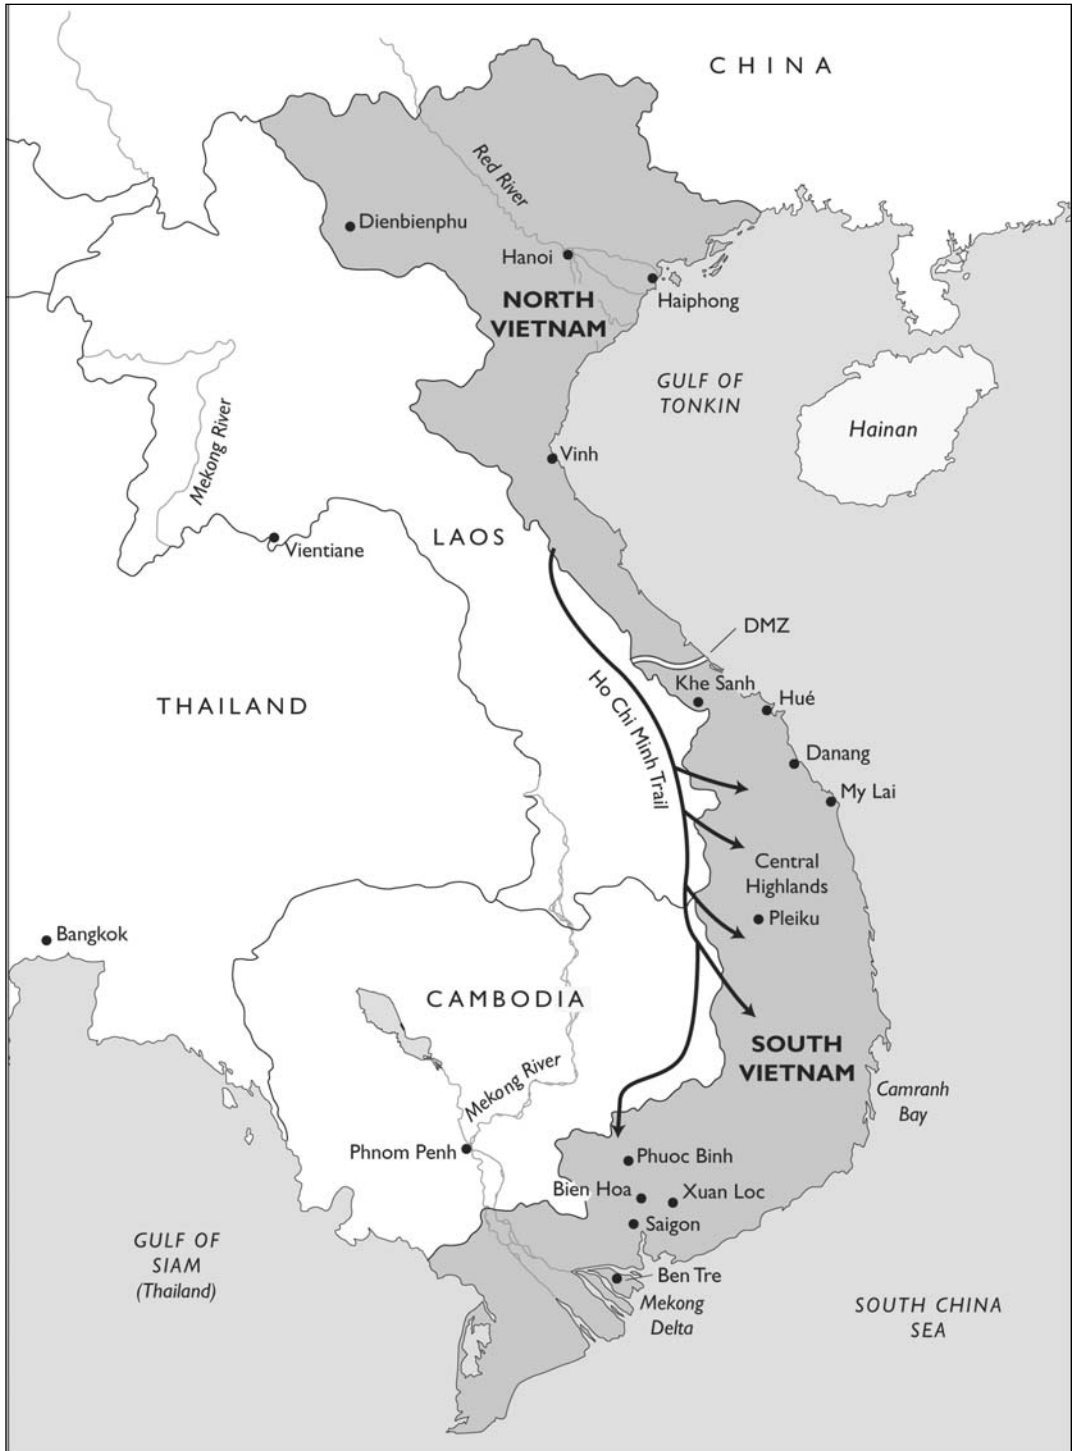 CHINA
Red River
Dienbienphu
Hanoi
NORTH
VIETNAM
Haiphong
GULF OF
TONKIN
Hainan
Mekong River
Vinh
LAOS
Vientiane
DMZ
THAILAND
Khe Sanh
Hué
Ho Chi Minh Trail
Danang
My Lai
Central
Highlands
Pleiku
Bangkok
CAMBODIA
SOUTH
VIETNAM
Mekong River
Camranh
Bay
Phnom Penh
Phuoc Binh
Bien Hoa
Xuan Loc
Saigon
GULF OF
SIAM
(Thailand)
Ben Tre
Mekong
Delta
SOUTH CHINA
SEA